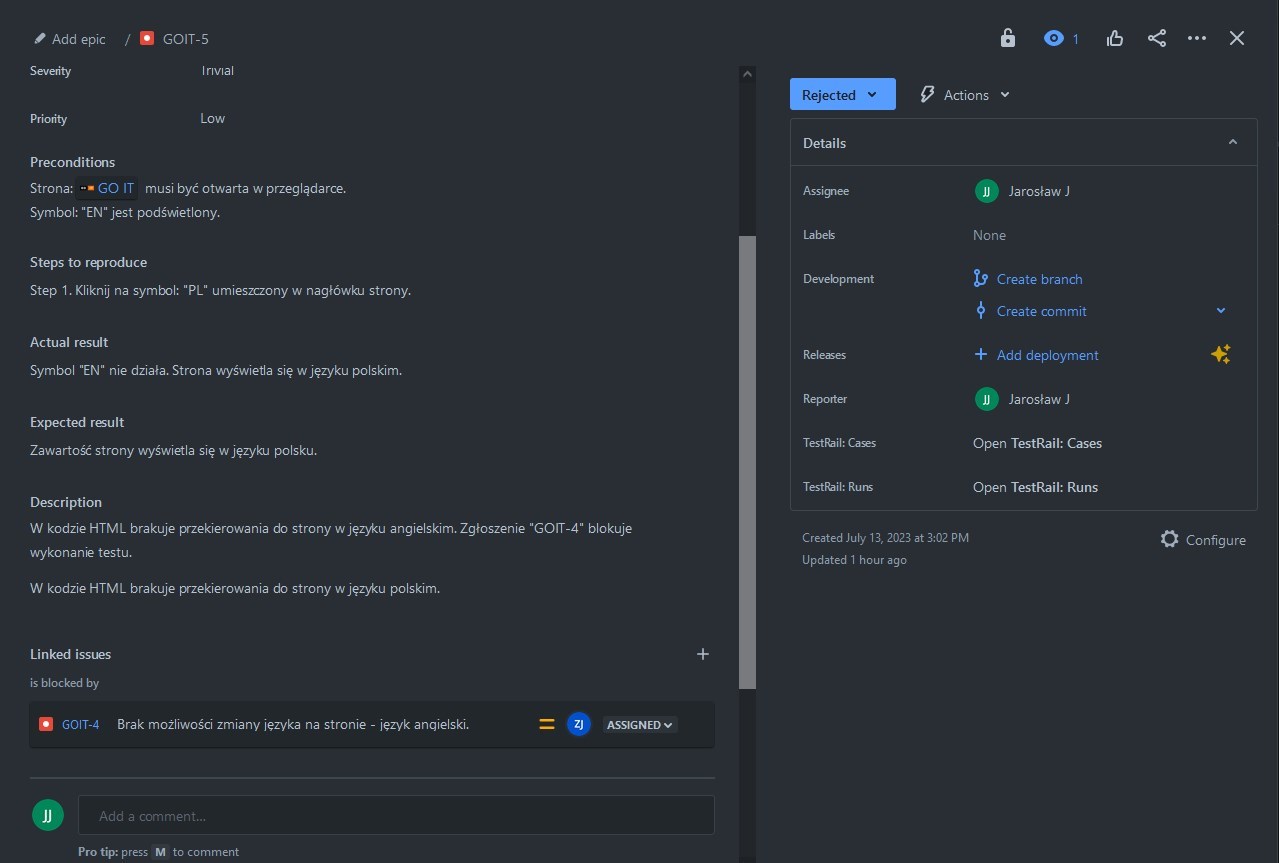 Add epic / GOIT-5
1
Severity Trivial
Priority Low
Preconditions
Strona: GO IT musi być otwarta w przeglądarce.
Symbol: "EN" jest podświetlony.
Steps to reproduce
Step 1. Kliknij na symbol: "PL" umieszczony w nagłówku strony.
Actual result
Symbol "EN" nie działa. Strona wyświetla się w języku polskim.
Expected result
Zawartość strony wyświetla się w języku polsku.
Description
W kodzie HTML brakuje przekierowania do strony w języku angielskim. Zgłoszenie "GOIT-4" blokuje
wykonanie testu.
W kodzie HTML brakuje przekierowania do strony w języku polskim.
Linked issues
is blocked by
GOIT-4 Brak możliwości zmiany języka na stronie - język angielski. ZJ ASSIGNED
JJ Add a comment...
Pro tip: press M to comment
Rejected Actions
Details
Assignee JJ Jarosław J
Labels None
Development Create branch
Create commit
Releases Add deployment
Reporter JJ Jarosław J
TestRail: Cases Open TestRail: Cases
TestRail: Runs Open TestRail: Runs
Created July 13, 2023 at 3:02 PM
Updated 1 hour ago
Configure